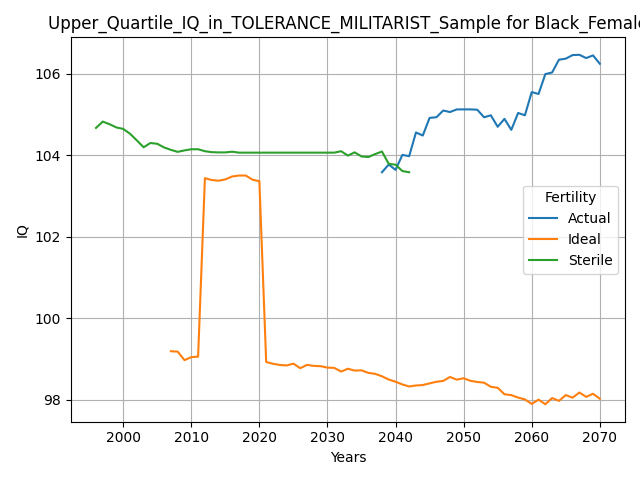 Upper_Quartile_IQ_in_TOLERANCE_MILITARIST_Sample for Black_Female
106
104
102
100
98
IQ
Fertility
Actual
Ideal
Sterile
2000 2010 2020 2030 2040 2050 2060 2070
Years